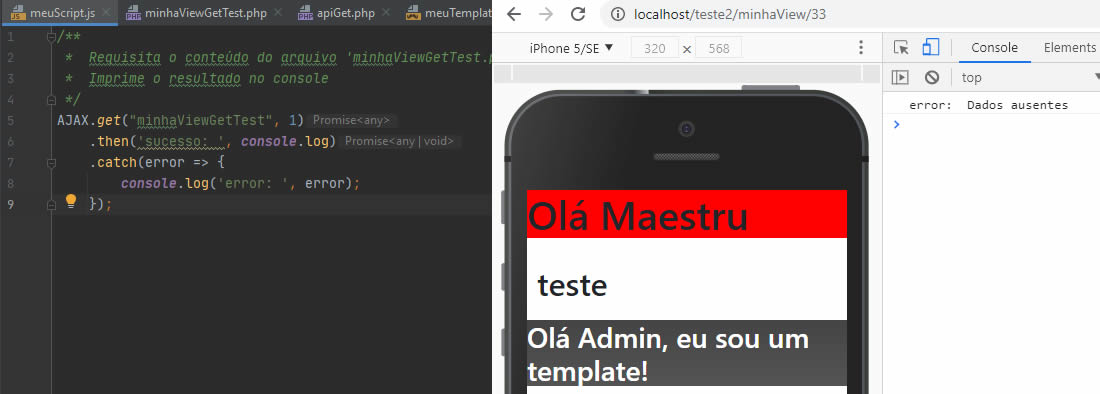 meuScript.js
minhaViewGetTest.php
apiGet.php
meuTemplat
1 /**
2 * Requisita o conteúdo do arquivo 'minhaViewGetTest.p
3 * Imprime o resultado no console
4 */
5 AJAX.get("minhaViewGetTest", 1) Promise<any>
6 .then('sucesso: ', console.log) Promise<any | void>
7 .catch(error => {
8 console.log('error: ', error);
9 });
localhost/teste2/minhaView/33
iPhone 5/SE ▼ 320 × 568
Olá Maestru
teste
Olá Admin, eu sou um
template!
Console Elements
top
error: Dados ausentes